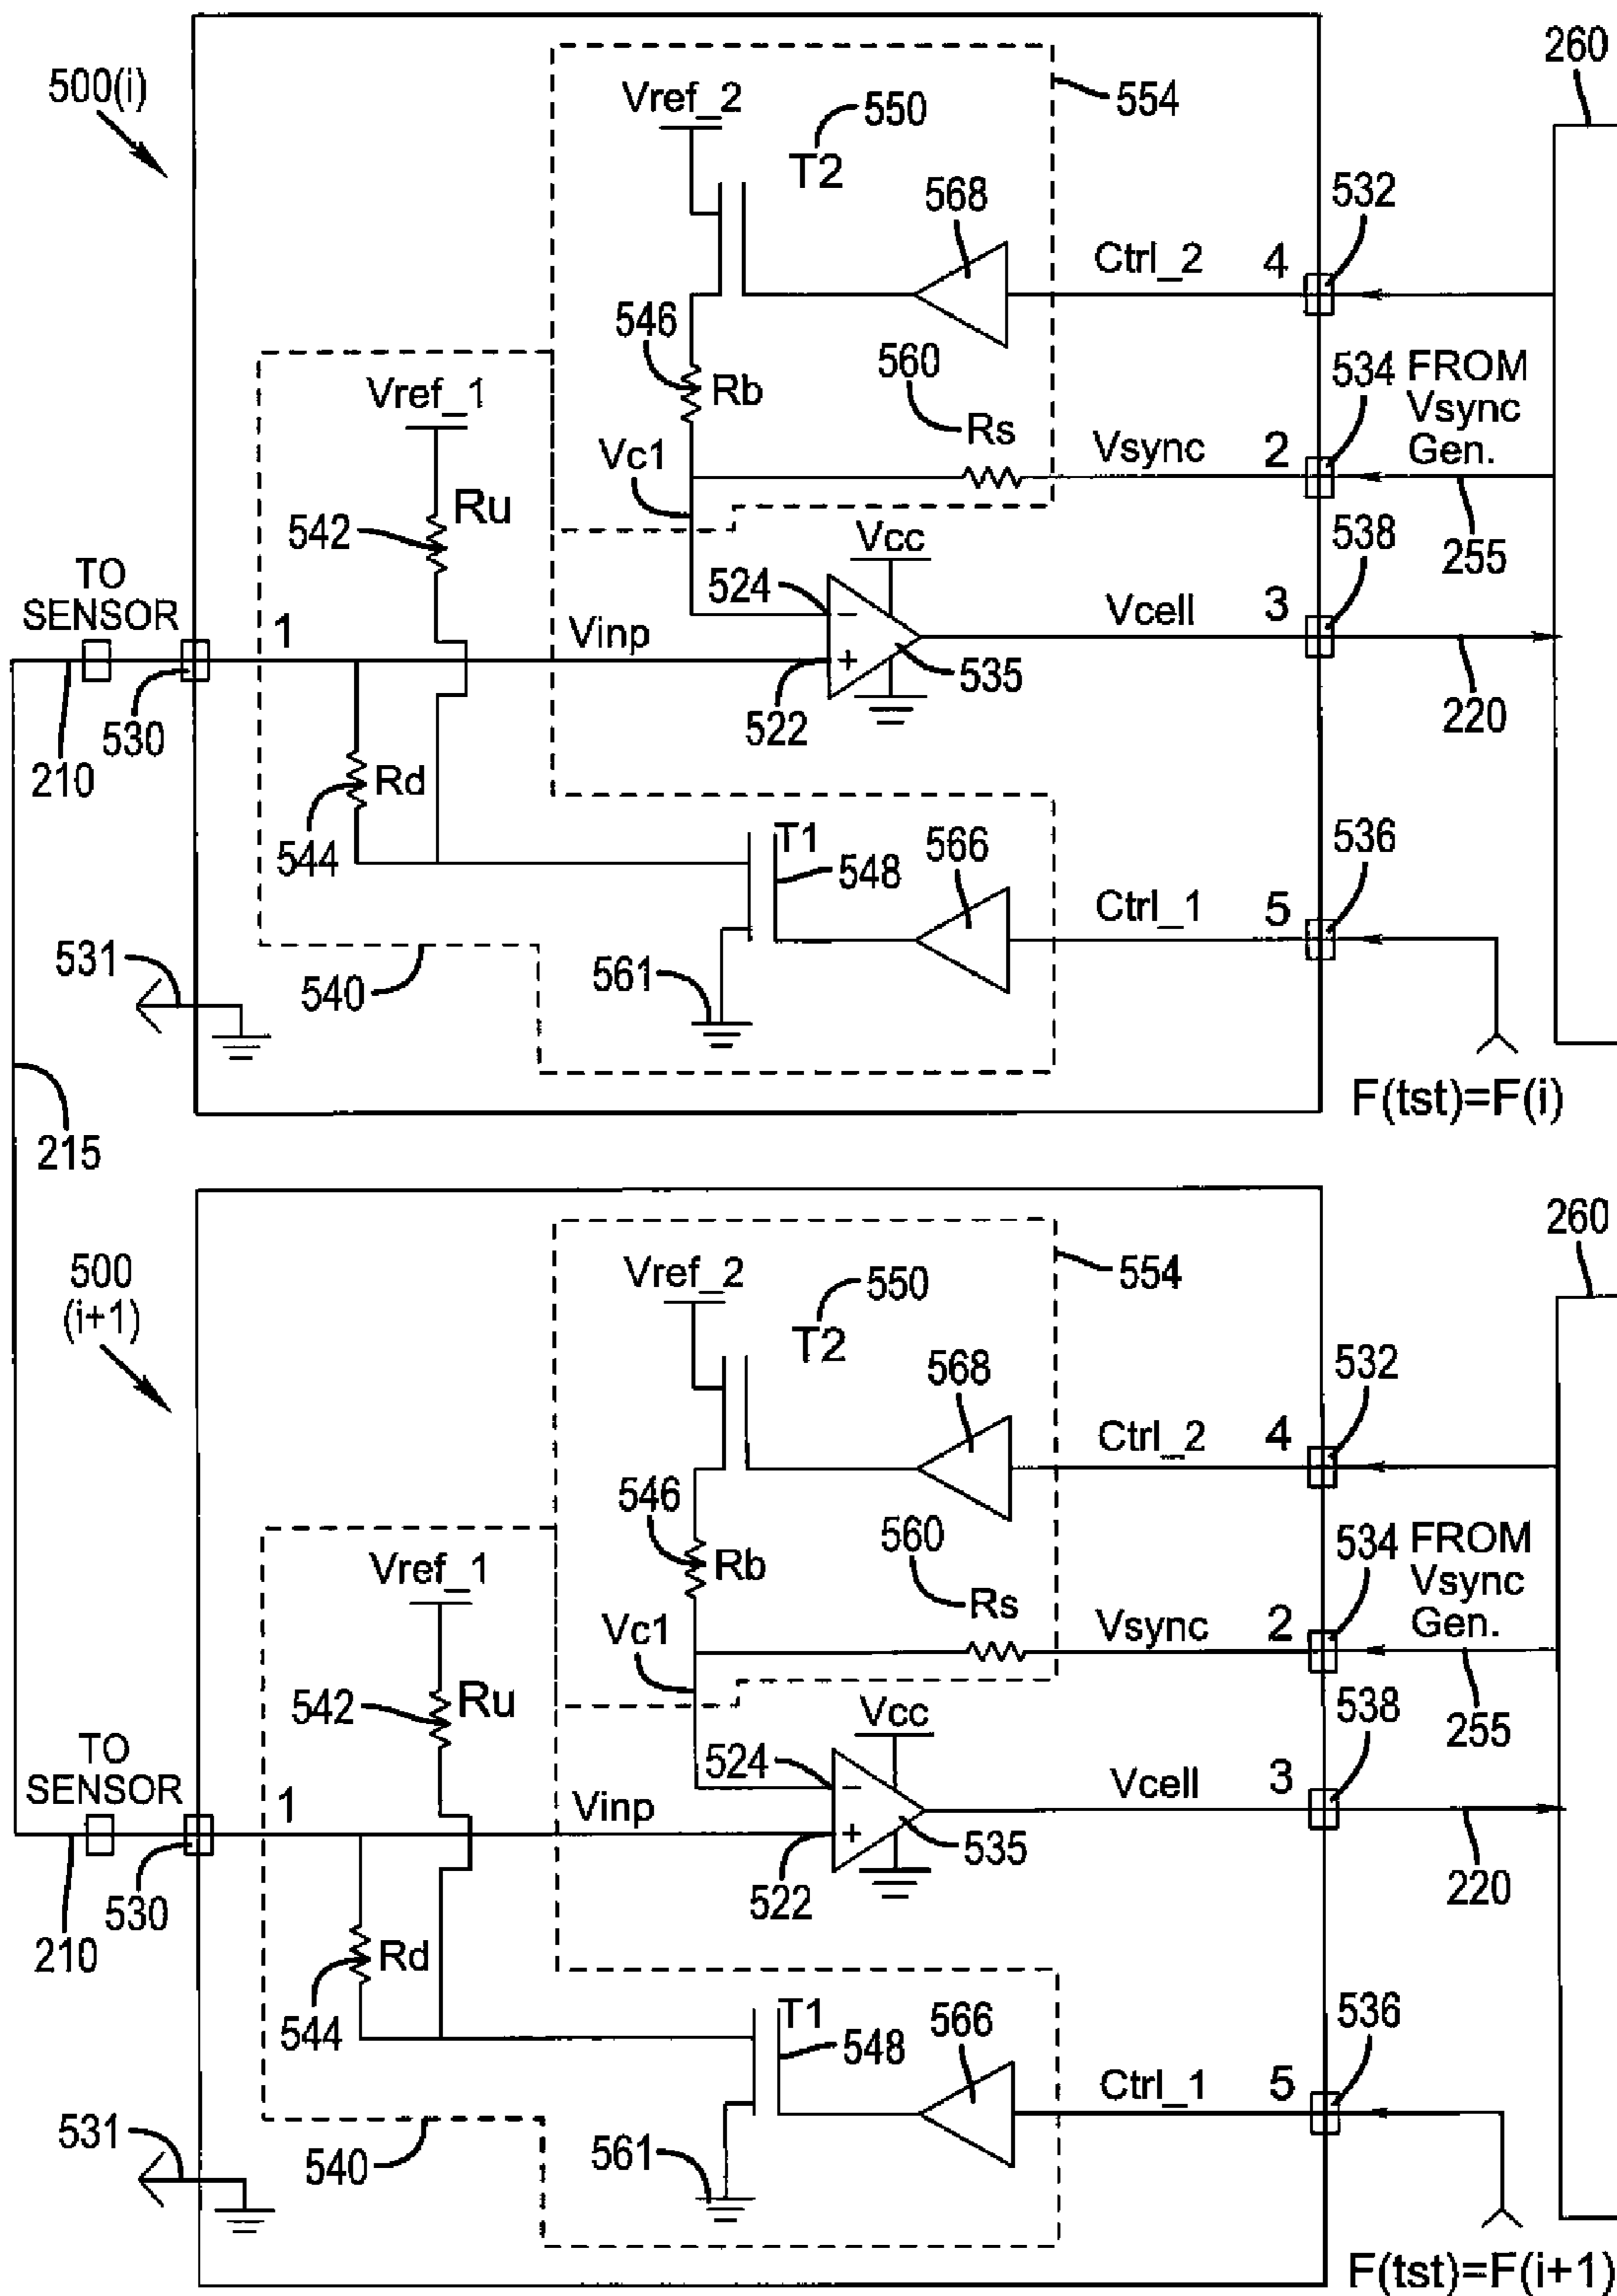 500(i)
260
554
Vref_2
550
T2
568
532
Ctrl_2
4
546
Rb
560
Rs
534 FROM
Vsync
Gen.
Vref_1
Vc1
Vsync
2
Ru
542
Vcc
538
255
TO
SENSOR
524
−
1
Vinp
Vcell
3
+
535
530
522
220
210
Rd
544
T1
548
566
536
Ctrl_1
5
531
540
561
F(tst)=F(i)
215
500
(i+1)
260
554
Vref_2
550
T2
568
532
Ctrl_2
4
546
Rb
560
Rs
534 FROM
Vsync
Gen.
Vref_1
Vc1
Vsync
2
Ru
542
Vcc
538
255
TO
SENSOR
524
−
1
Vinp
Vcell
3
+
535
530
522
220
210
Rd
544
T1
548
566
536
Ctrl_1
5
531
540
561
F(tst)=F(i+1)